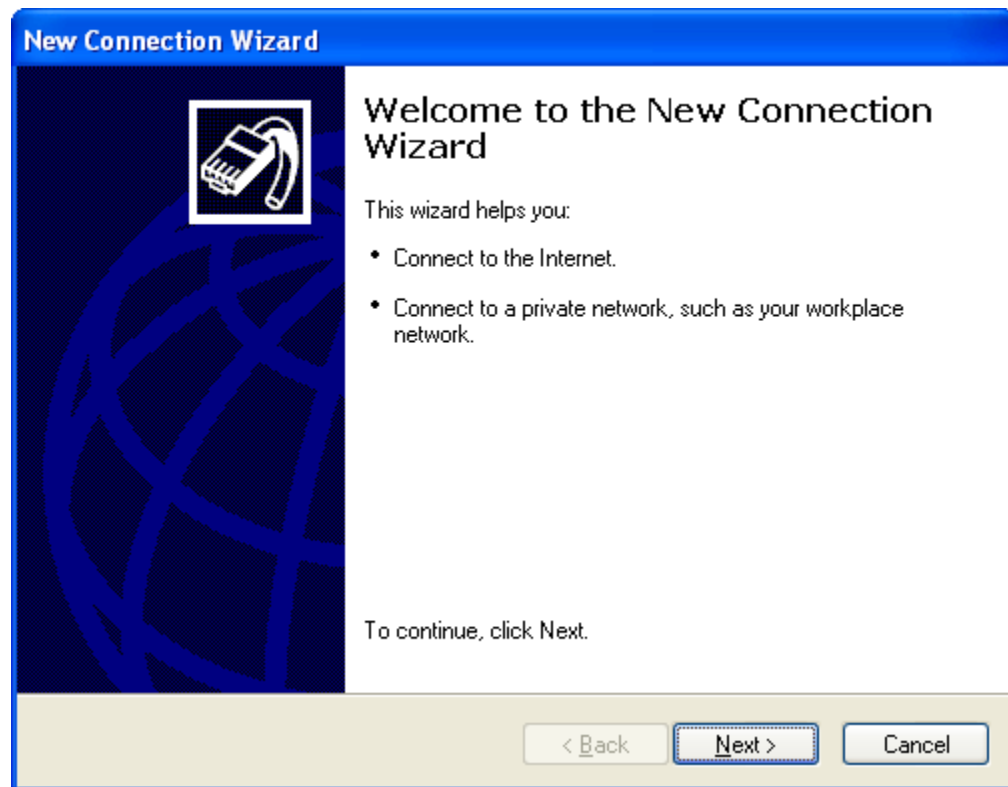 New Connection Wizard
Welcome to the New Connection
Wizard
This wizard helps you:
• Connect to the Internet.
• Connect to a private network, such as your workplace
network.
To continue, click Next.
< Back
Next >
Cancel